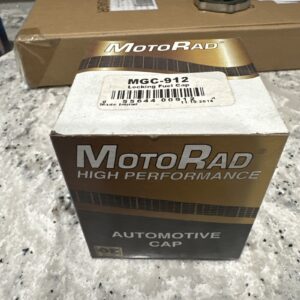 MOTORAD®
MGC-912
Locking Fuel Cap
MOTORAD®
HIGH PERFORMANCE
AUTOMOTIVE
CAP